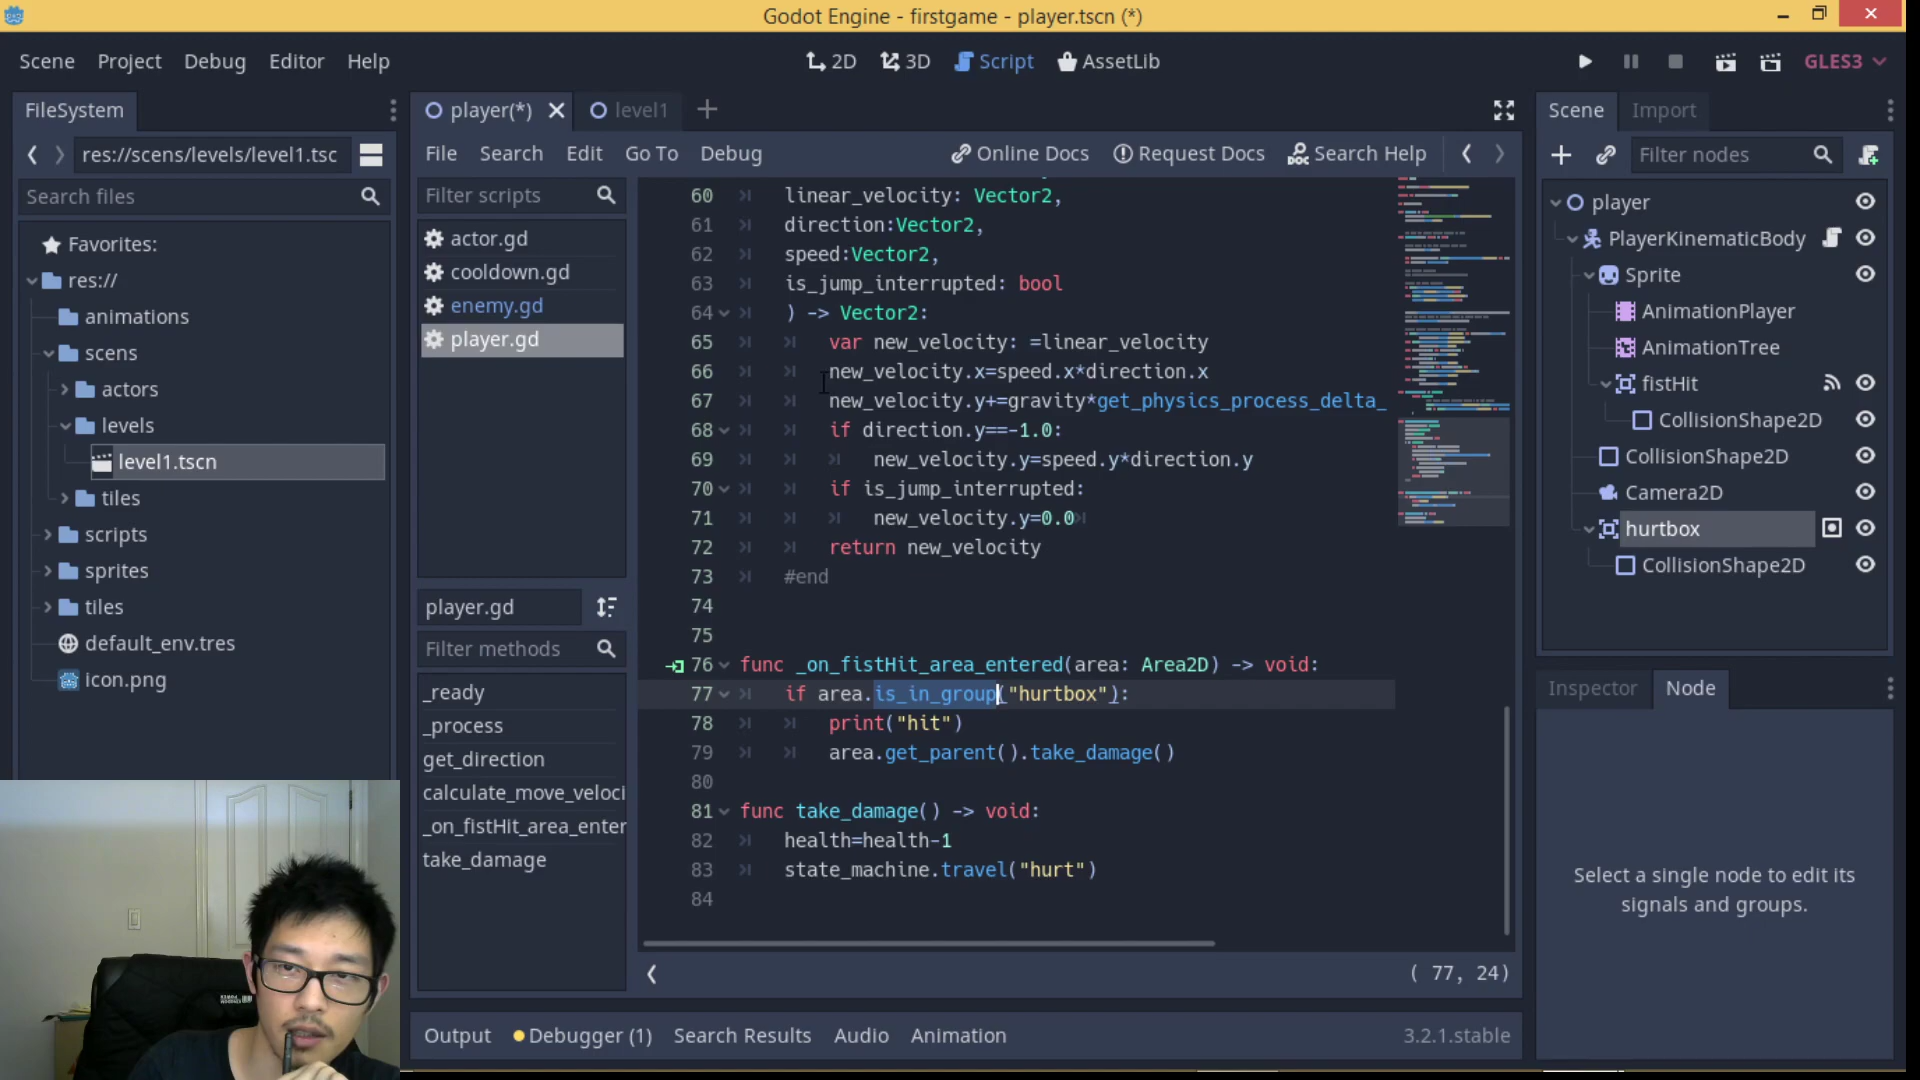 Godot Engine - firstgame - player.tscn (*)
Scene Project Debug Editor Help
2D 3D Script AssetLib
GLES3
FileSystem
res://scens/levels/level1.tsc
Search files
Favorites:
res://
animations
scens
actors
levels
level1.tscn
tiles
scripts
sprites
tiles
default_env.tres
icon.png
player(*) level1
File Search Edit Go To Debug
Online Docs Request Docs Search Help
Filter scripts
actor.gd
cooldown.gd
enemy.gd
player.gd
player.gd
Filter methods
_ready
_process
get_direction
calculate_move_veloci
_on_fistHit_area_enter
take_damage
60 linear_velocity: Vector2,
61 direction:Vector2,
62 speed:Vector2,
63 is_jump_interrupted: bool
64 ) -> Vector2:
65 var new_velocity: =linear_velocity
66 new_velocity.x=speed.x*direction.x
67 new_velocity.y+=gravity*get_physics_process_delta_
68 if direction.y==-1.0:
69 new_velocity.y=speed.y*direction.y
70 if is_jump_interrupted:
71 new_velocity.y=0.0
72 return new_velocity
73 #end
74
75
76 func _on_fistHit_area_entered(area: Area2D) -> void:
77 if area.is_in_group("hurtbox"):
78 print("hit")
79 area.get_parent().take_damage()
80
81 func take_damage() -> void:
82 health=health-1
83 state_machine.travel("hurt")
84
( 77, 24)
Output Debugger (1) Search Results Audio Animation
3.2.1.stable
Scene Import
Filter nodes
player
PlayerKinematicBody
Sprite
AnimationPlayer
AnimationTree
fistHit
CollisionShape2D
CollisionShape2D
Camera2D
hurtbox
CollisionShape2D
Inspector Node
Select a single node to edit its
signals and groups.